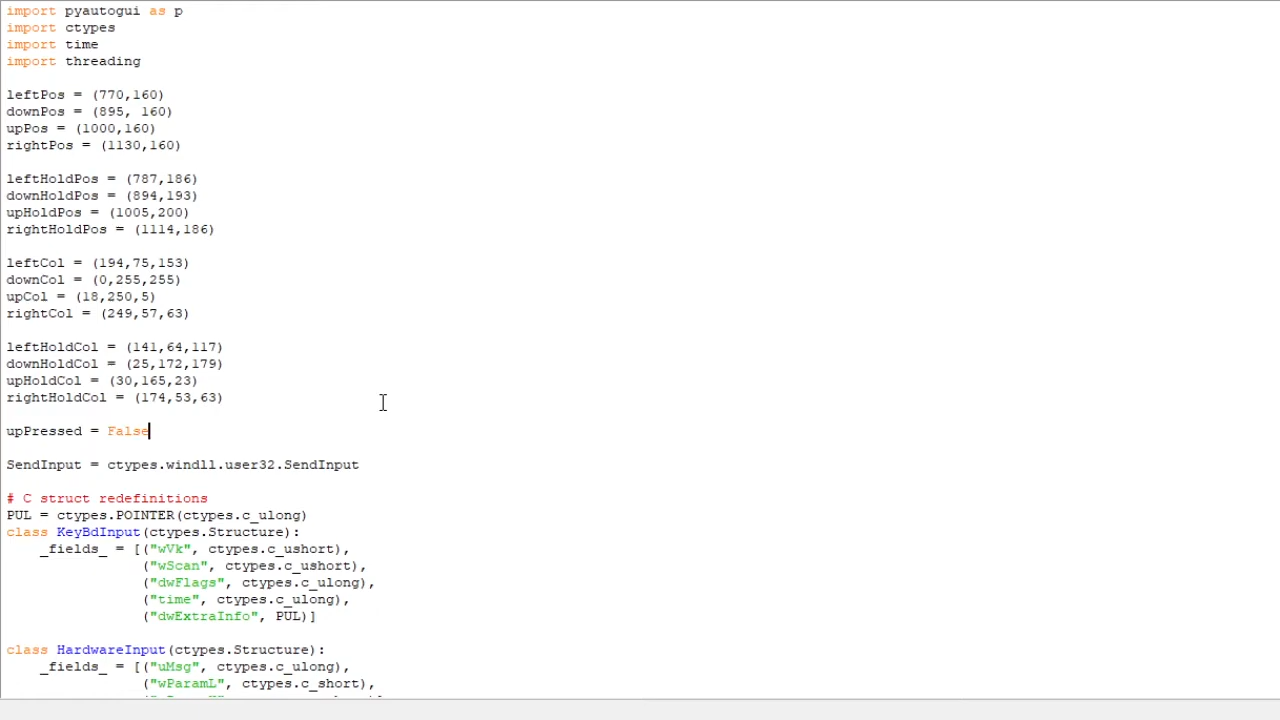 import pyautogui as p
import ctypes
import time
import threading
leftPos = (770,160)
downPos = (895, 160)
upPos = (1000,160)
rightPos = (1130,160)
leftHoldPos = (787,186)
downHoldPos = (894,193)
upHoldPos = (1005,200)
rightHoldPos = (1114,186)
leftCol = (194,75,153)
downCol = (0,255,255)
upCol = (18,250,5)
rightCol = (249,57,63)
leftHoldCol = (141,64,117)
downHoldCol = (25,172,179)
upHoldCol = (30,165,23)
rightHoldCol = (174,53,63)
upPressed = False
SendInput = ctypes.windll.user32.SendInput
# C struct redefinitions
PUL = ctypes.POINTER(ctypes.c_ulong)
class KeyBdInput(ctypes.Structure):
    _fields_ = [("wVk", ctypes.c_ushort),
                ("wScan", ctypes.c_ushort),
                ("dwFlags", ctypes.c_ulong),
                ("time", ctypes.c_ulong),
                ("dwExtraInfo", PUL)]
class HardwareInput(ctypes.Structure):
    _fields_ = [("uMsg", ctypes.c_ulong),
                ("wParamL", ctypes.c_short),